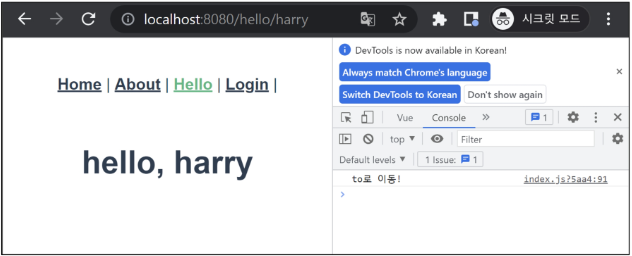 localhost:8080/hello/harry
시크릿 모드
Home | About | Hello | Login |
hello, harry
DevTools is now available in Korean!
Always match Chrome's language
Switch DevTools to Korean
Don't show again
Vue Console » 1
top ▼ Filter
Default levels ▼ 1 Issue: 1
to로 이동! index.js?5aa4:91